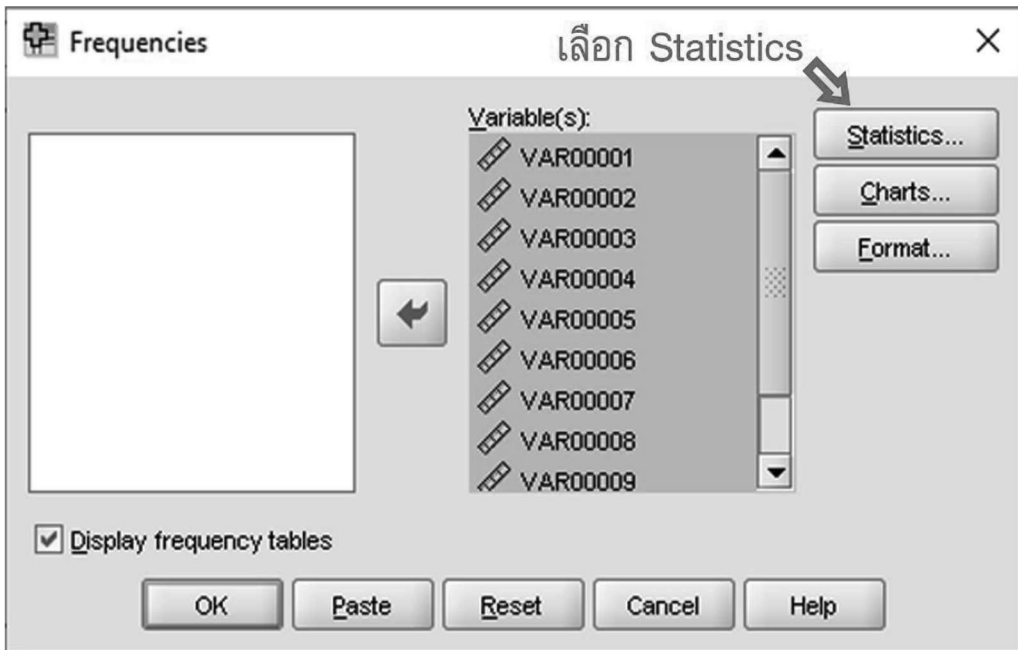 Frequencies
เลือก Statistics
Variable(s):
VAR00001
VAR00002
VAR00003
VAR00004
VAR00005
VAR00006
VAR00007
VAR00008
VAR00009
Statistics...
Charts...
Format...
Display frequency tables
OK
Paste
Reset
Cancel
Help